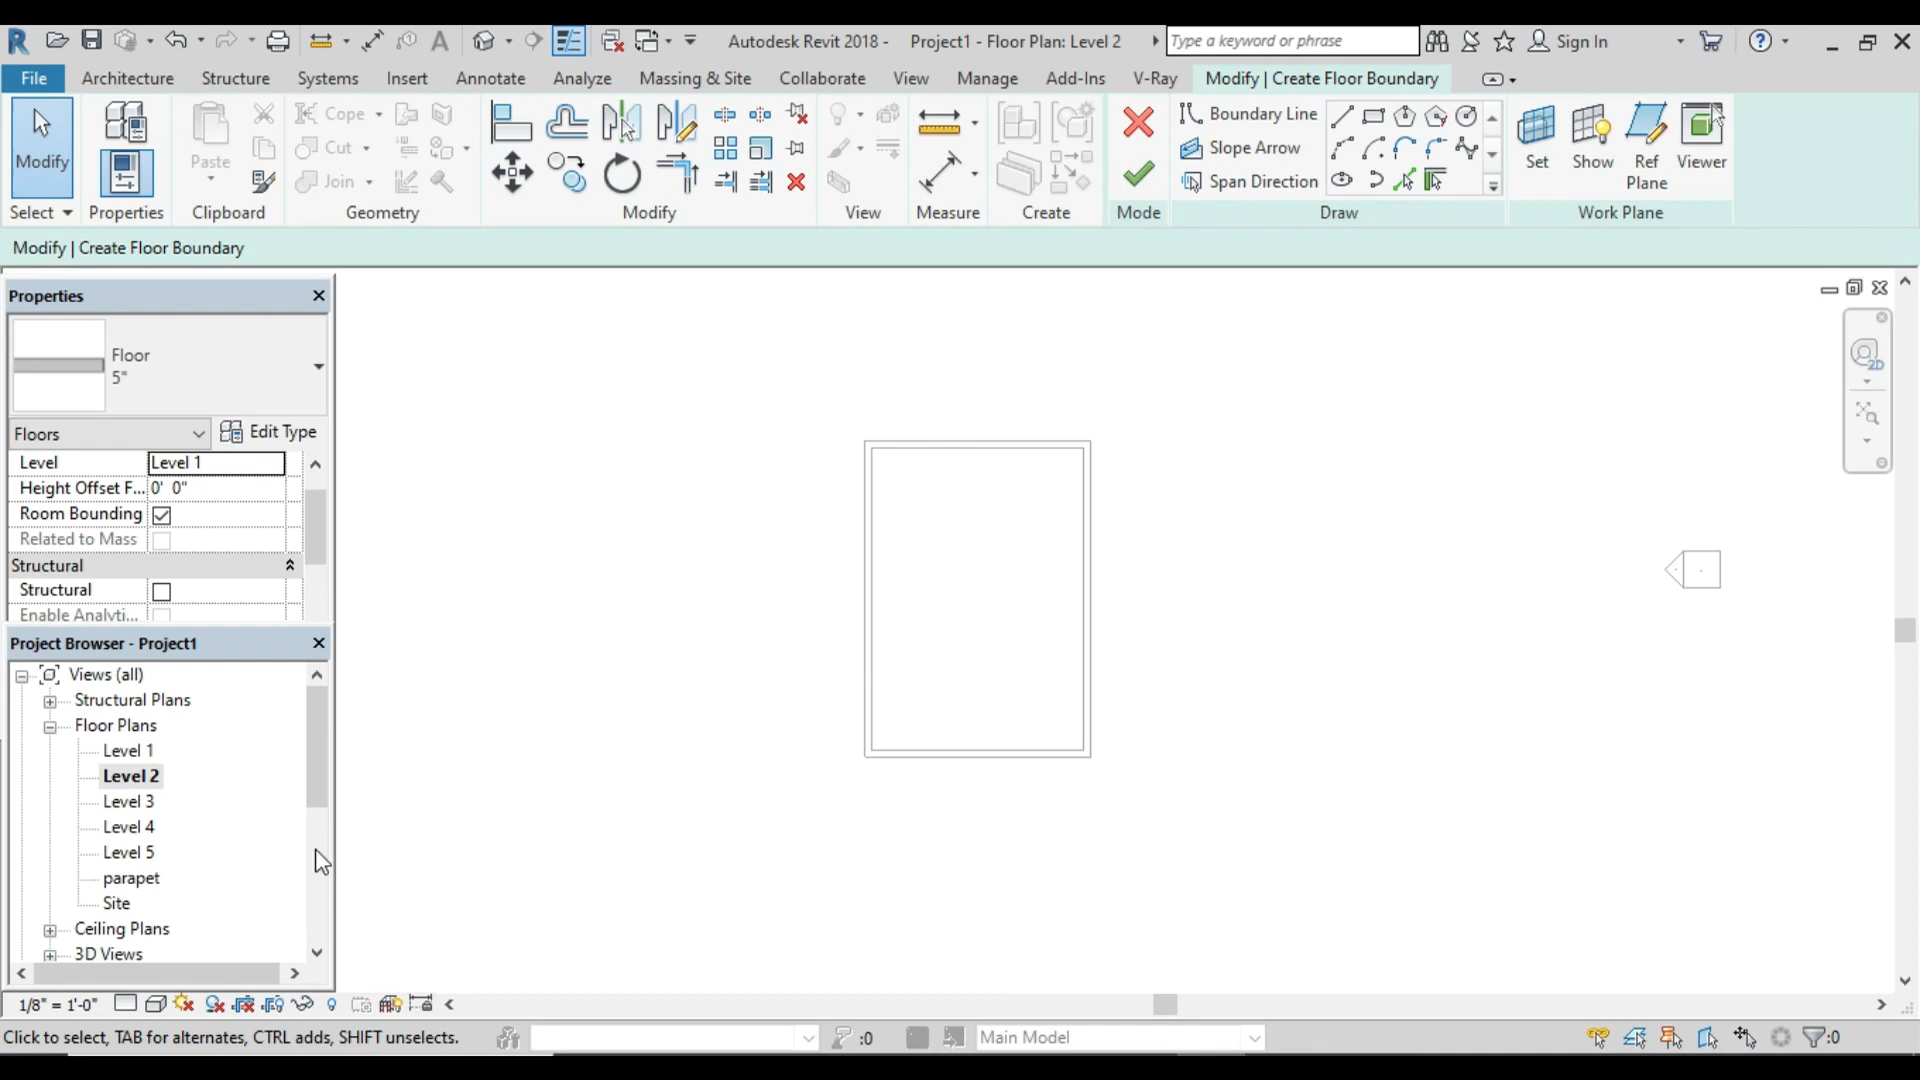 Autodesk Revit 2018 -    Project1 - Floor Plan: Level 2
Type a keyword or phrase
Sign In
File Architecture Structure Systems Insert Annotate Analyze Massing & Site Collaborate View Manage Add-Ins V-Ray Modify | Create Floor Boundary
Modify
Paste
Cope
Cut
Join
Boundary Line
Slope Arrow
Span Direction
Set
Show
Ref
Plane
Viewer
Select Properties Clipboard Geometry Modify View Measure Create Mode Draw Work Plane
Modify | Create Floor Boundary
Properties
Floor
5"
Floors
Edit Type
Level Level 1
Height Offset F... 0' 0"
Room Bounding
Related to Mass
Structural
Structural
Enable Analyti...
Project Browser - Project1
Views (all)
Structural Plans
Floor Plans
Level 1
Level 2
Level 3
Level 4
Level 5
parapet
Site
Ceiling Plans
3D Views
2D
1/8" = 1'-0"
Click to select, TAB for alternates, CTRL adds, SHIFT unselects.
:0
Main Model
:0